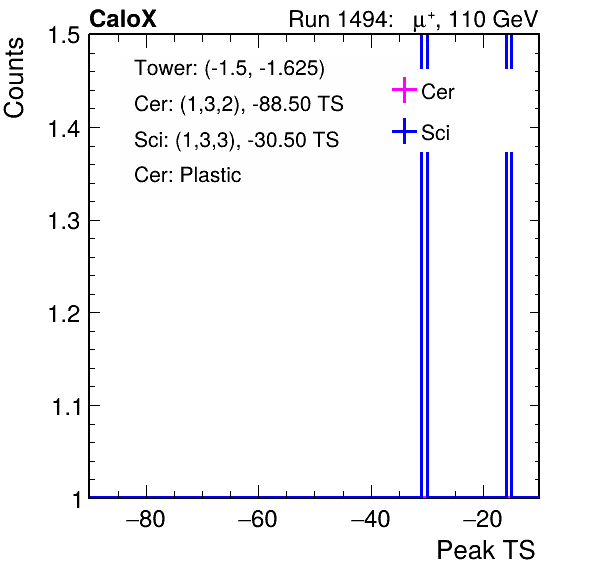 CaloX Run 1494: μ⁺, 110 GeV
Counts
Tower: (-1.5, -1.625)
Cer: (1,3,2), -88.50 TS
Sci: (1,3,3), -30.50 TS
Cer: Plastic
Cer
Sci
1.5
1.4
1.3
1.2
1.1
1
−80 −60 −40 −20
Peak TS